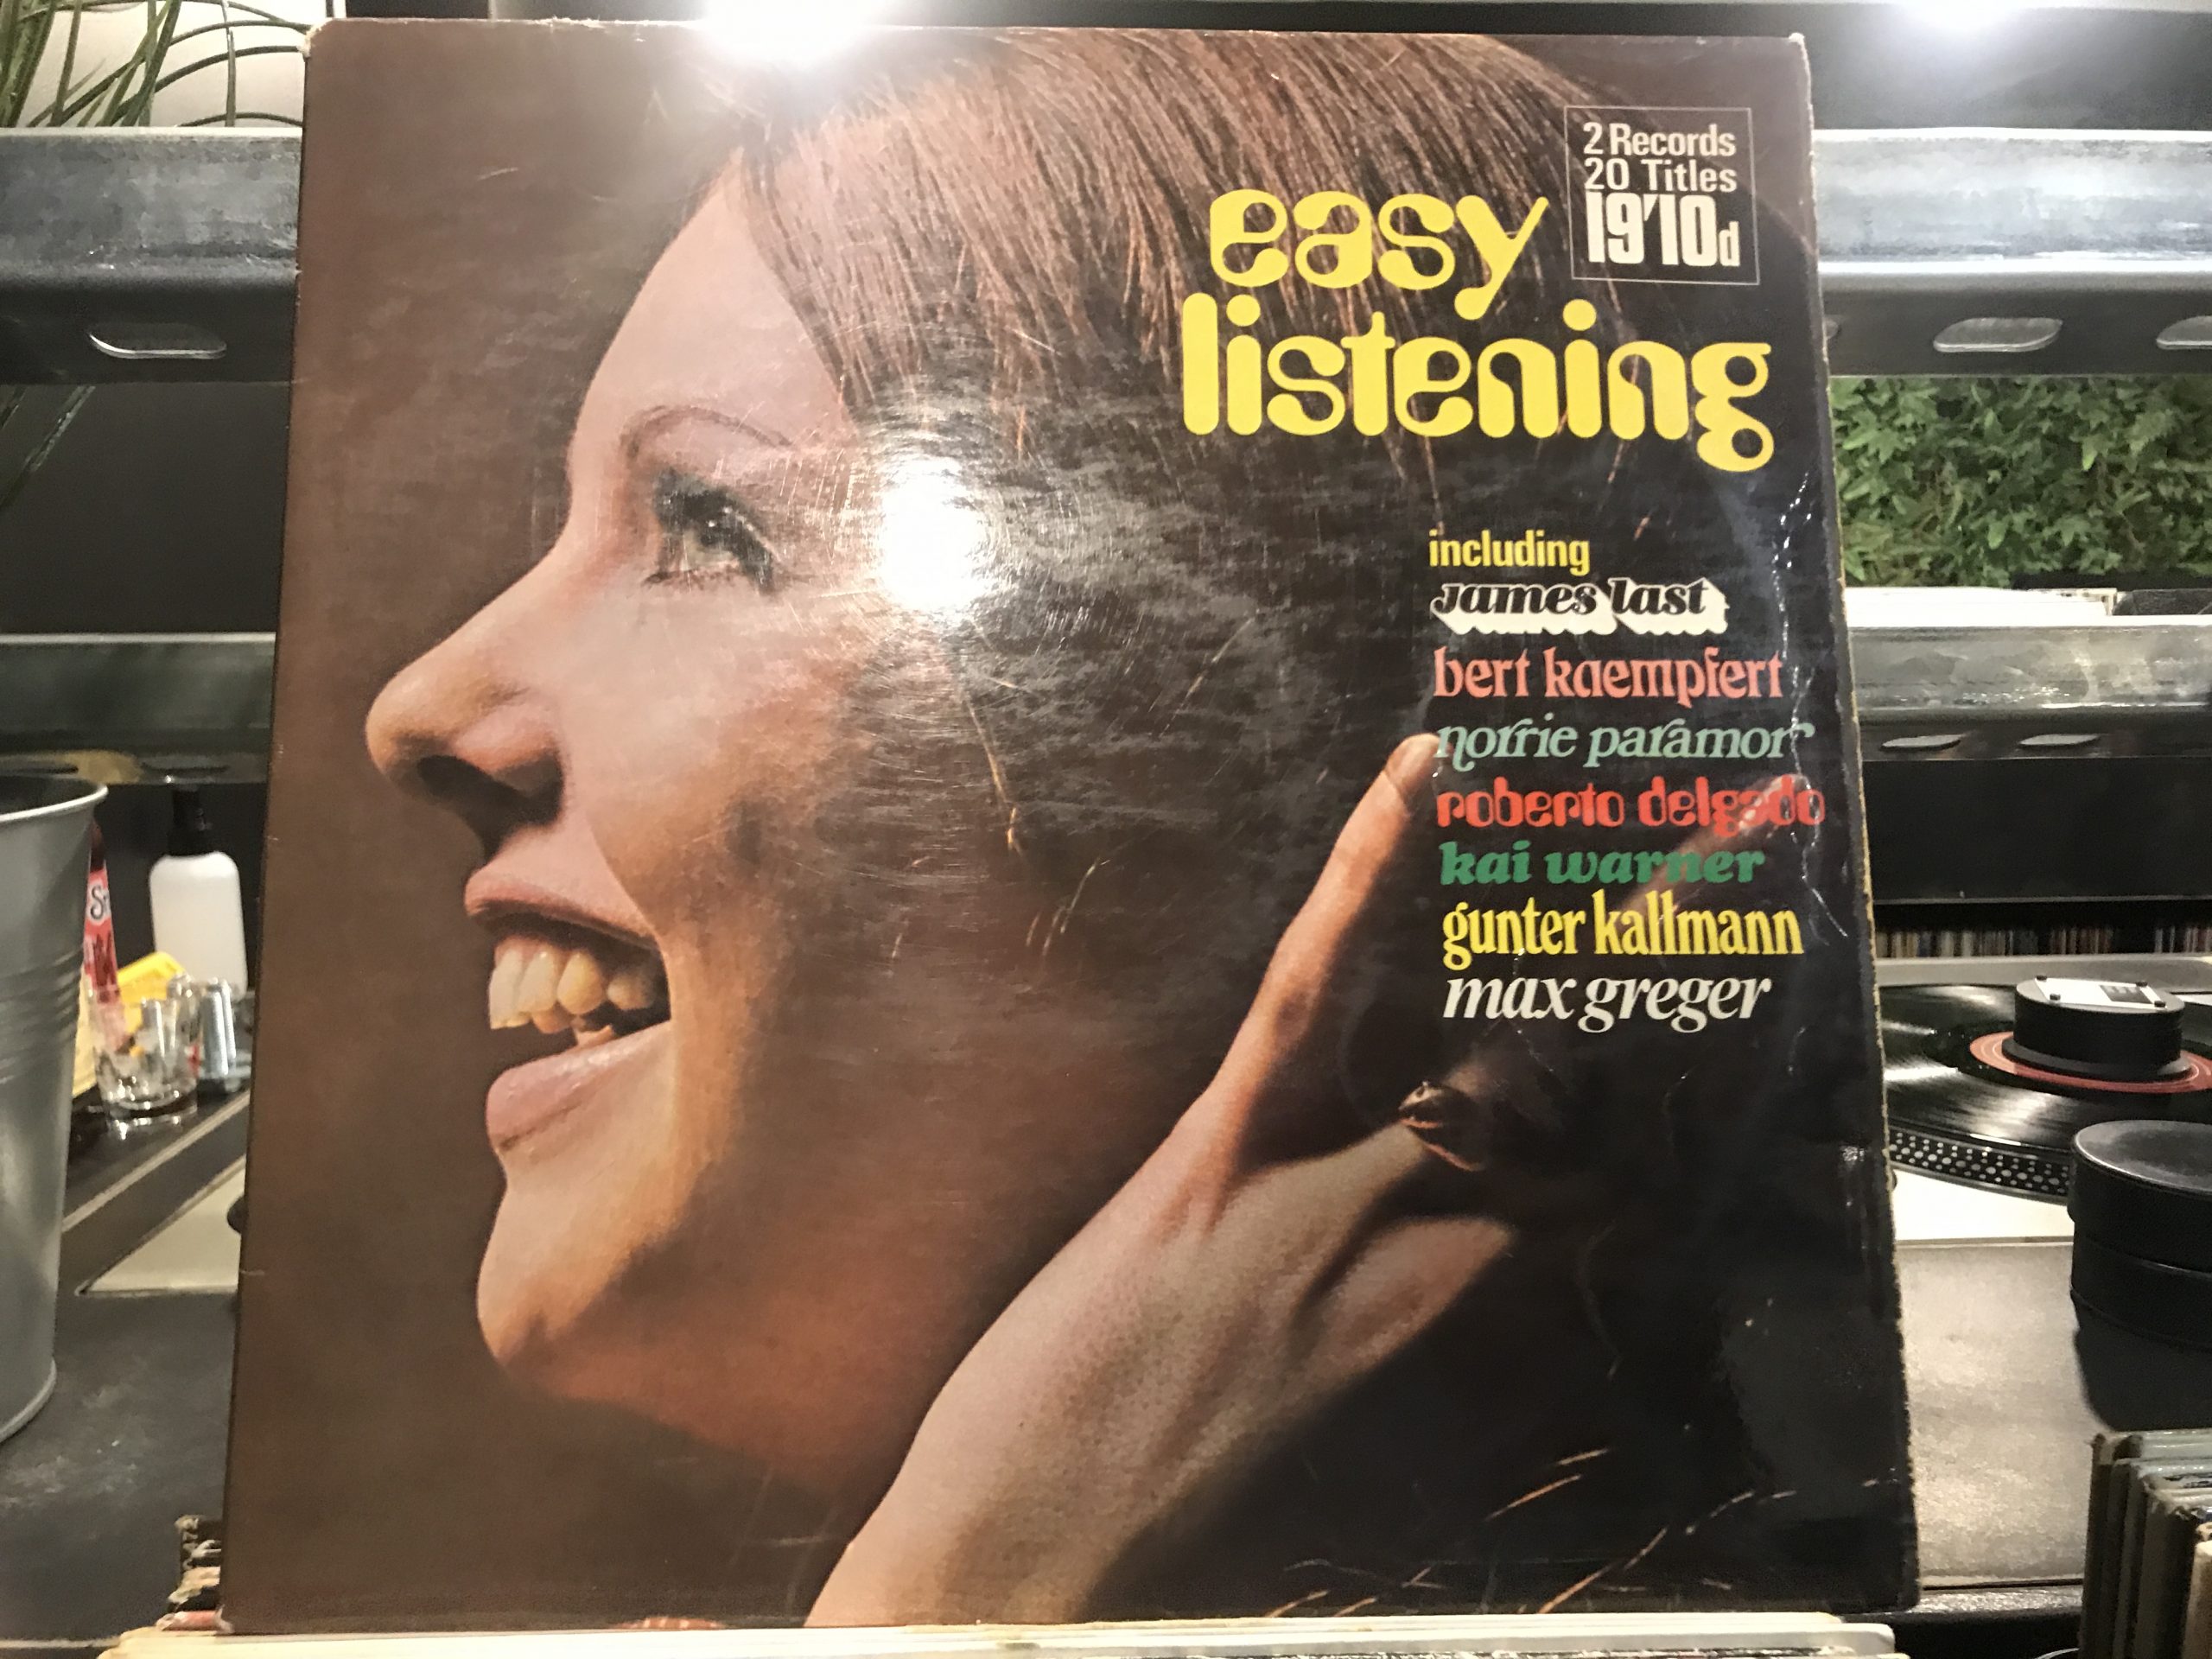 2 Records
20 Titles
19'10d
easy
listening
including
james last
bert kaempfert
norrie paramor
roberto delgado
kai warner
gunter kallmann
max greger